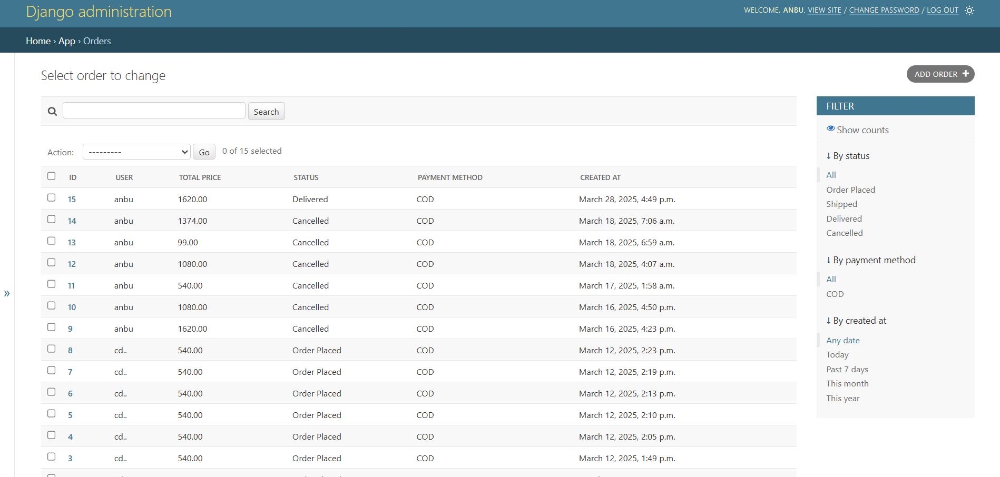 Django administration
WELCOME, ANBU. VIEW SITE / CHANGE PASSWORD / LOG OUT
Home › App › Orders
Select order to change
ADD ORDER +
Search
Action: --------- Go 0 of 15 selected
ID USER TOTAL PRICE STATUS PAYMENT METHOD CREATED AT
15 anbu 1620.00 Delivered COD March 28, 2025, 4:49 p.m.
14 anbu 1374.00 Cancelled COD March 18, 2025, 7:06 a.m.
13 anbu 99.00 Cancelled COD March 18, 2025, 6:59 a.m.
12 anbu 1080.00 Cancelled COD March 18, 2025, 4:07 a.m.
11 anbu 540.00 Cancelled COD March 17, 2025, 1:58 a.m.
10 anbu 1080.00 Cancelled COD March 16, 2025, 4:50 p.m.
9 anbu 1620.00 Cancelled COD March 16, 2025, 4:23 p.m.
8 cd.. 540.00 Order Placed COD March 12, 2025, 2:23 p.m.
7 cd.. 540.00 Order Placed COD March 12, 2025, 2:19 p.m.
6 cd.. 540.00 Order Placed COD March 12, 2025, 2:13 p.m.
5 cd.. 540.00 Order Placed COD March 12, 2025, 2:10 p.m.
4 cd.. 540.00 Order Placed COD March 12, 2025, 2:05 p.m.
3 cd.. 540.00 Order Placed COD March 12, 2025, 1:49 p.m.
»
FILTER
Show counts
↓ By status
All
Order Placed
Shipped
Delivered
Cancelled
↓ By payment method
All
COD
↓ By created at
Any date
Today
Past 7 days
This month
This year